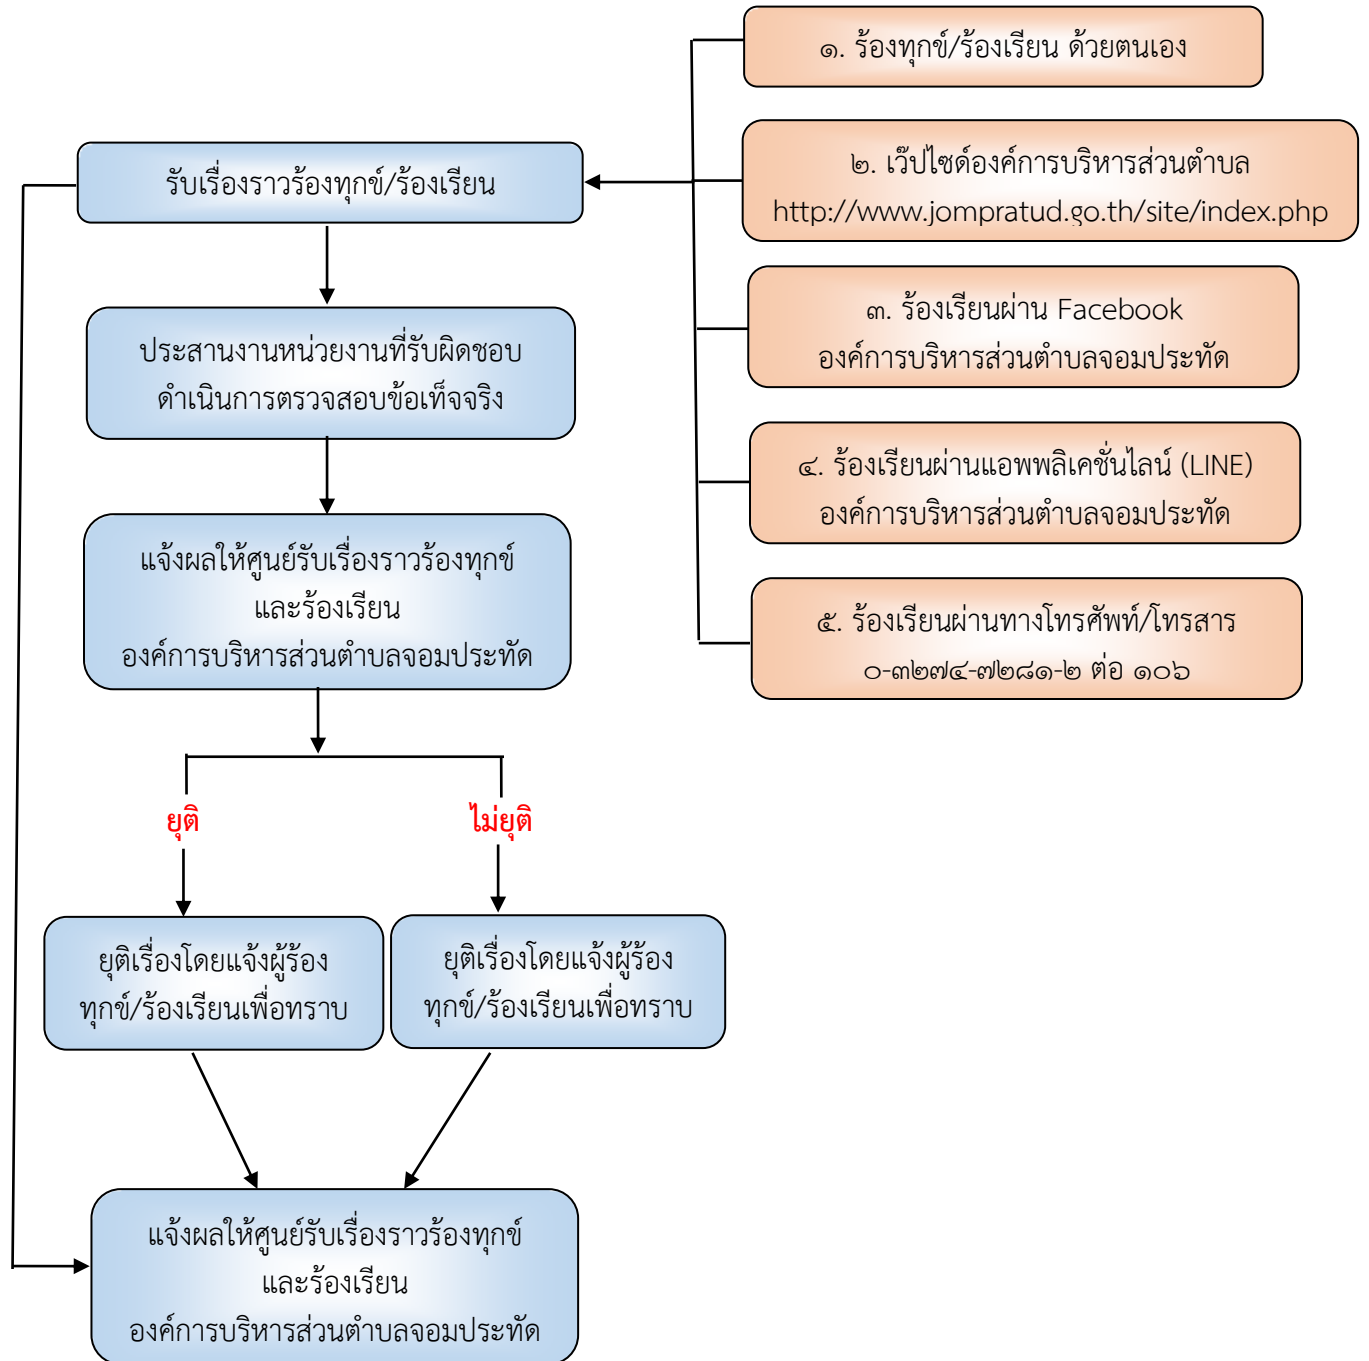 ๑. ร้องทุกข์/ร้องเรียน ด้วยตนเอง
๒. เว๊ปไซด์องค์การบริหารส่วนตำบล
http://www.jompratud.go.th/site/index.php
๓. ร้องเรียนผ่าน Facebook
องค์การบริหารส่วนตำบลจอมประทัด
๔. ร้องเรียนผ่านแอพพลิเคชั่นไลน์ (LINE)
องค์การบริหารส่วนตำบลจอมประทัด
๕. ร้องเรียนผ่านทางโทรศัพท์/โทรสาร
๐-๓๒๗๔-๗๒๘๑-๒ ต่อ ๑๐๖
รับเรื่องราวร้องทุกข์/ร้องเรียน
ประสานงานหน่วยงานที่รับผิดชอบ
ดำเนินการตรวจสอบข้อเท็จจริง
แจ้งผลให้ศูนย์รับเรื่องราวร้องทุกข์
และร้องเรียน
องค์การบริหารส่วนตำบลจอมประทัด
ยุติ
ไม่ยุติ
ยุติเรื่องโดยแจ้งผู้ร้อง
ทุกข์/ร้องเรียนเพื่อทราบ
ยุติเรื่องโดยแจ้งผู้ร้อง
ทุกข์/ร้องเรียนเพื่อทราบ
แจ้งผลให้ศูนย์รับเรื่องราวร้องทุกข์
และร้องเรียน
องค์การบริหารส่วนตำบลจอมประทัด